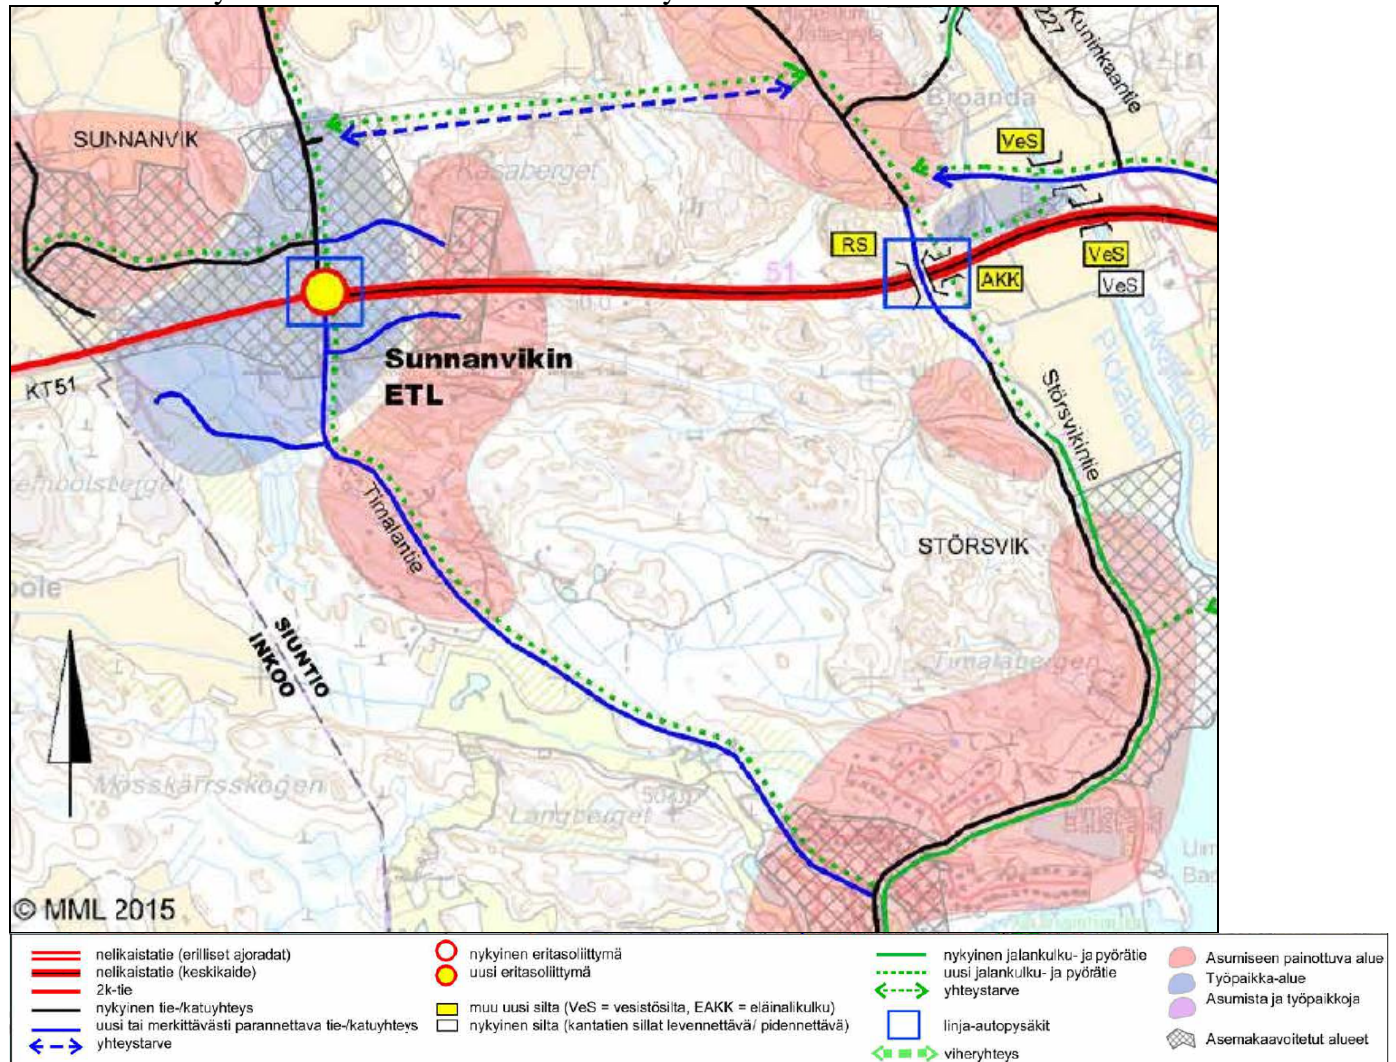 227
Kuninkaantie
Broända
SUNNANVIK
VeS
Kasaberget
RS
51
AKK
VeS
VeS
Pikkalanjoki
Sunnanvikin
ETL
KT51
Störsvikintie
Timalantie
STÖRSVIK
SIUNTIO
INKOO
Timalabergen
Mosskärrsskogen
Långberget
© MML 2015
nelikaistatie (erilliset ajoradat)
nelikaistatie (keskikaide)
2k-tie
nykyinen tie-/katuyhteys
uusi tai merkittävästi parannettava tie-/katuyhteys
yhteystarve
nykyinen eritasoliittymä
uusi eritasoliittymä
muu uusi silta (VeS = vesistösilta, EAKK = eläinalikulku)
nykyinen silta (kantatien sillat levennettävä/ pidennettävä)
nykyinen jalankulku- ja pyörätie
uusi jalankulku- ja pyörätie
yhteystarve
linja-autopysäkit
viheryhteys
Asumiseen painottuva alue
Työpaikka-alue
Asumista ja työpaikkoja
Asemakaavoitetut alueet